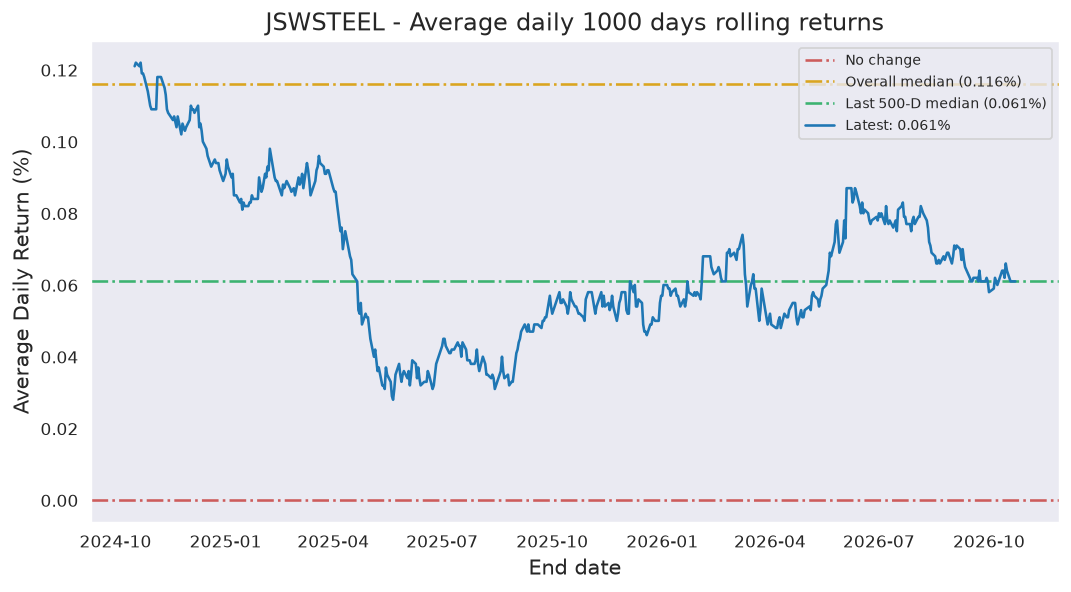 JSWSTEEL - Average daily 1000 days rolling returns
No change
Overall median (0.116%)
Last 500-D median (0.061%)
Latest: 0.061%
Average Daily Return (%)
0.12
0.10
0.08
0.06
0.04
0.02
0.00
2024-10 2025-01 2025-04 2025-07 2025-10 2026-01 2026-04 2026-07 2026-10
End date